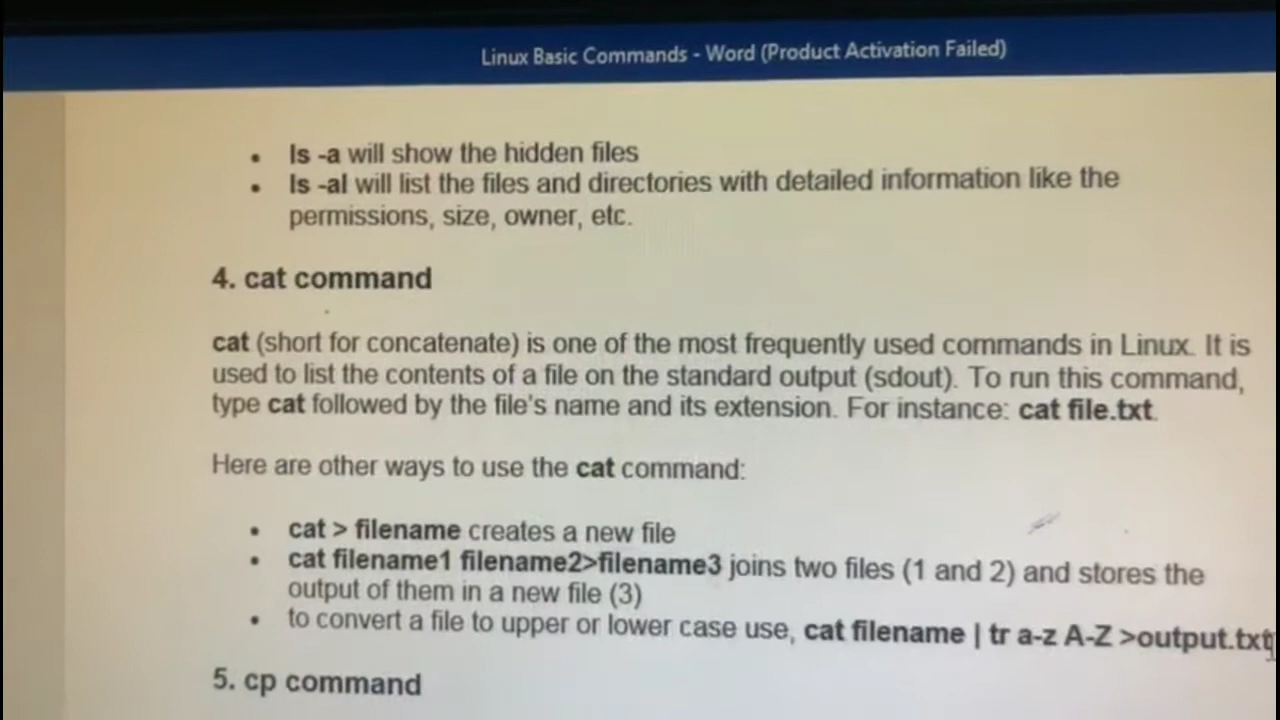 Linux Basic Commands - Word (Product Activation Failed)
• ls -a will show the hidden files
• ls -al will list the files and directories with detailed information like the
permissions, size, owner, etc.
4. cat command
cat (short for concatenate) is one of the most frequently used commands in Linux. It is
used to list the contents of a file on the standard output (sdout). To run this command,
type cat followed by the file's name and its extension. For instance: cat file.txt.
Here are other ways to use the cat command:
• cat > filename creates a new file
• cat filename1 filename2>filename3 joins two files (1 and 2) and stores the
output of them in a new file (3)
• to convert a file to upper or lower case use, cat filename | tr a-z A-Z >output.txt
5. cp command